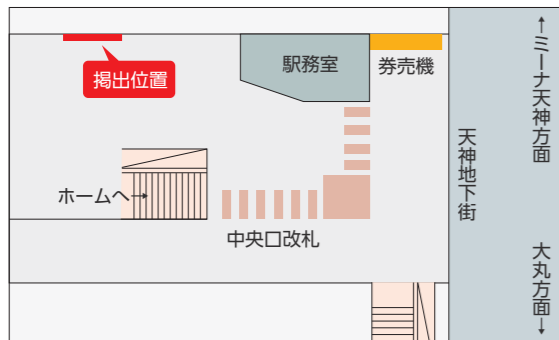 駅務室
券売機
掲出位置
ホームへ→
中央口改札
天神地下街
↑ミーナ天神方面
大丸方面↓